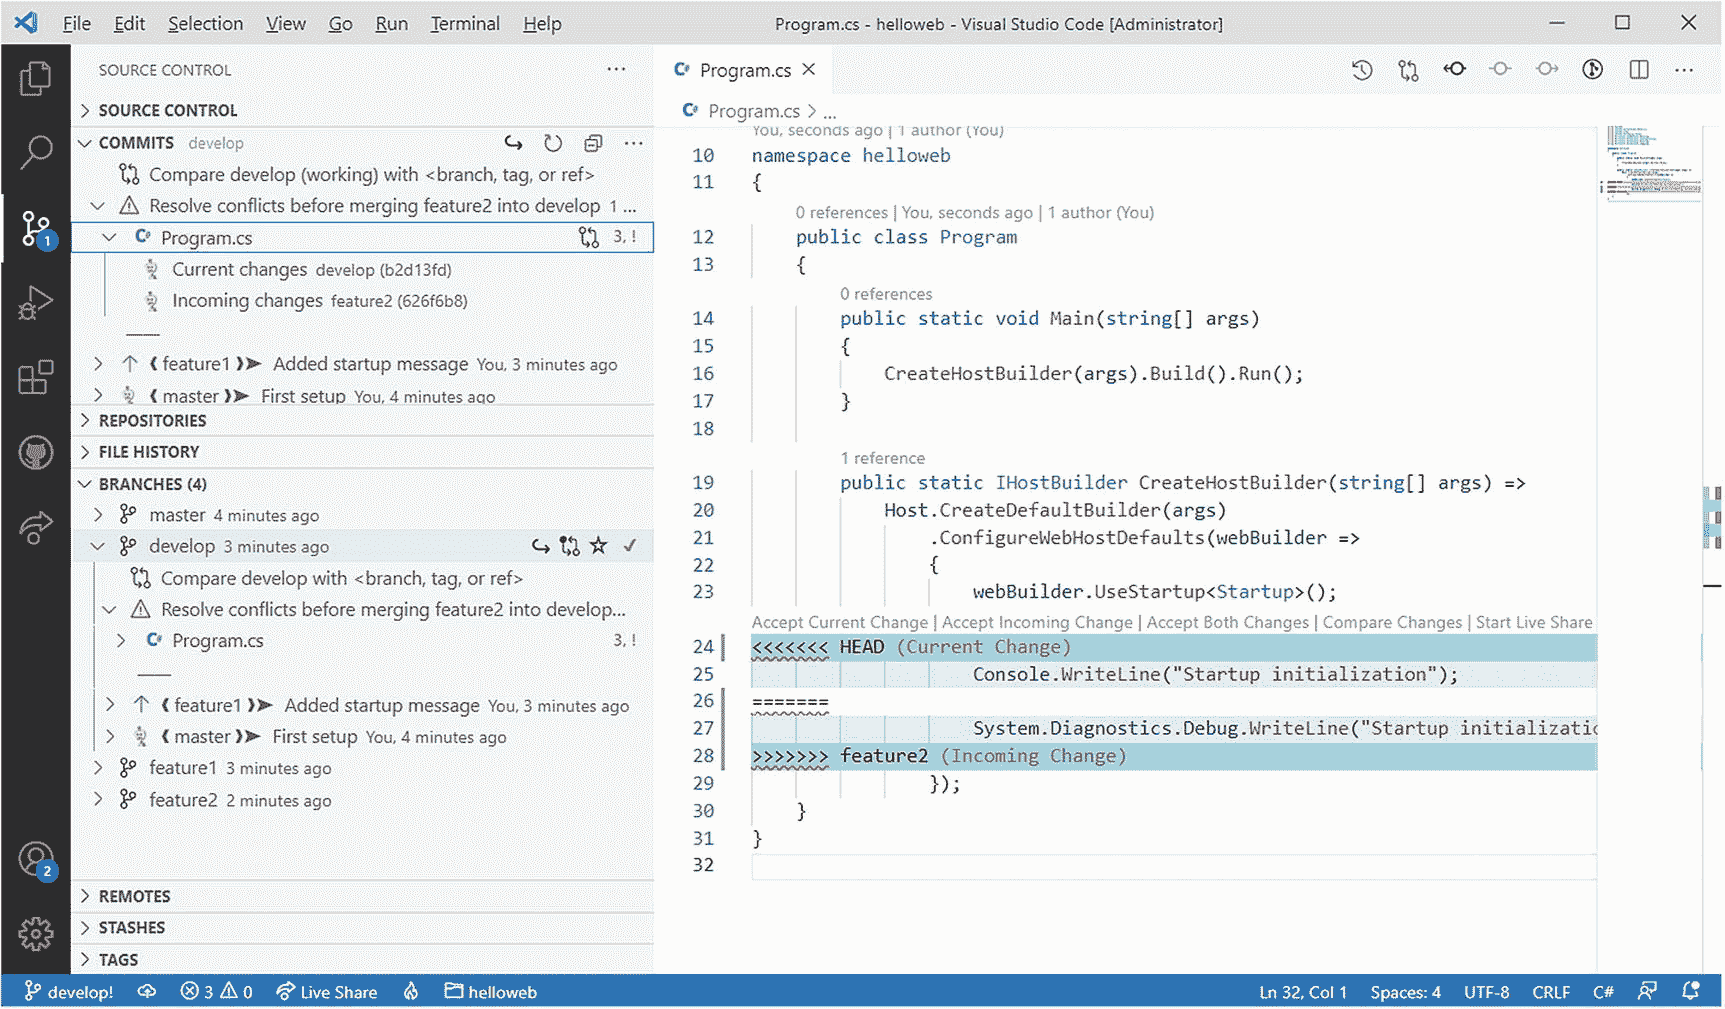 File Edit Selection View Go Run Terminal Help
Program.cs - helloweb - Visual Studio Code [Administrator]
SOURCE CONTROL
SOURCE CONTROL
COMMITS develop
Compare develop (working) with <branch, tag, or ref>
Resolve conflicts before merging feature2 into develop 1 ...
Program.cs 3, !
Current changes develop (b2d13fd)
Incoming changes feature2 (626f6b8)
feature1 Added startup message You, 3 minutes ago
master First setup You, 4 minutes ago
REPOSITORIES
FILE HISTORY
BRANCHES (4)
master 4 minutes ago
develop 3 minutes ago
Compare develop with <branch, tag, or ref>
Resolve conflicts before merging feature2 into develop...
Program.cs 3, !
feature1 Added startup message You, 3 minutes ago
master First setup You, 4 minutes ago
feature1 3 minutes ago
feature2 2 minutes ago
REMOTES
STASHES
TAGS
1
2
Program.cs
Program.cs > ...
You, seconds ago | 1 author (You)
10 namespace helloweb
11 {
0 references | You, seconds ago | 1 author (You)
12 public class Program
13 {
0 references
14 public static void Main(string[] args)
15 {
16 CreateHostBuilder(args).Build().Run();
17 }
18
1 reference
19 public static IHostBuilder CreateHostBuilder(string[] args) =>
20 Host.CreateDefaultBuilder(args)
21 .ConfigureWebHostDefaults(webBuilder =>
22 {
23 webBuilder.UseStartup<Startup>();
Accept Current Change | Accept Incoming Change | Accept Both Changes | Compare Changes | Start Live Share
24 <<<<<<< HEAD (Current Change)
25 Console.WriteLine("Startup initialization");
26 =======
27 System.Diagnostics.Debug.WriteLine("Startup initializatio
28 >>>>>>> feature2 (Incoming Change)
29 });
30 }
31 }
32
develop! 3 0 Live Share helloweb
Ln 32, Col 1 Spaces: 4 UTF-8 CRLF C#